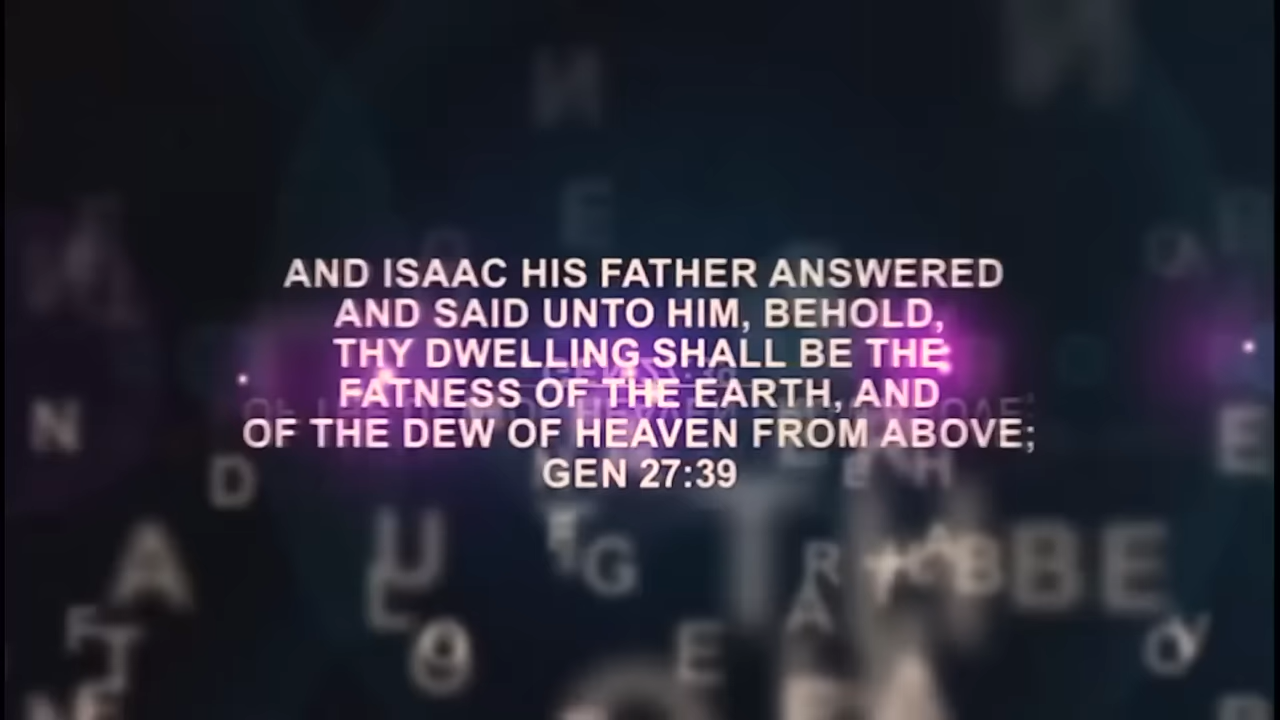 AND ISAAC HIS FATHER ANSWERED
AND SAID UNTO HIM, BEHOLD,
THY DWELLING SHALL BE THE
FATNESS OF THE EARTH, AND
OF THE DEW OF HEAVEN FROM ABOVE;
GEN 27:39